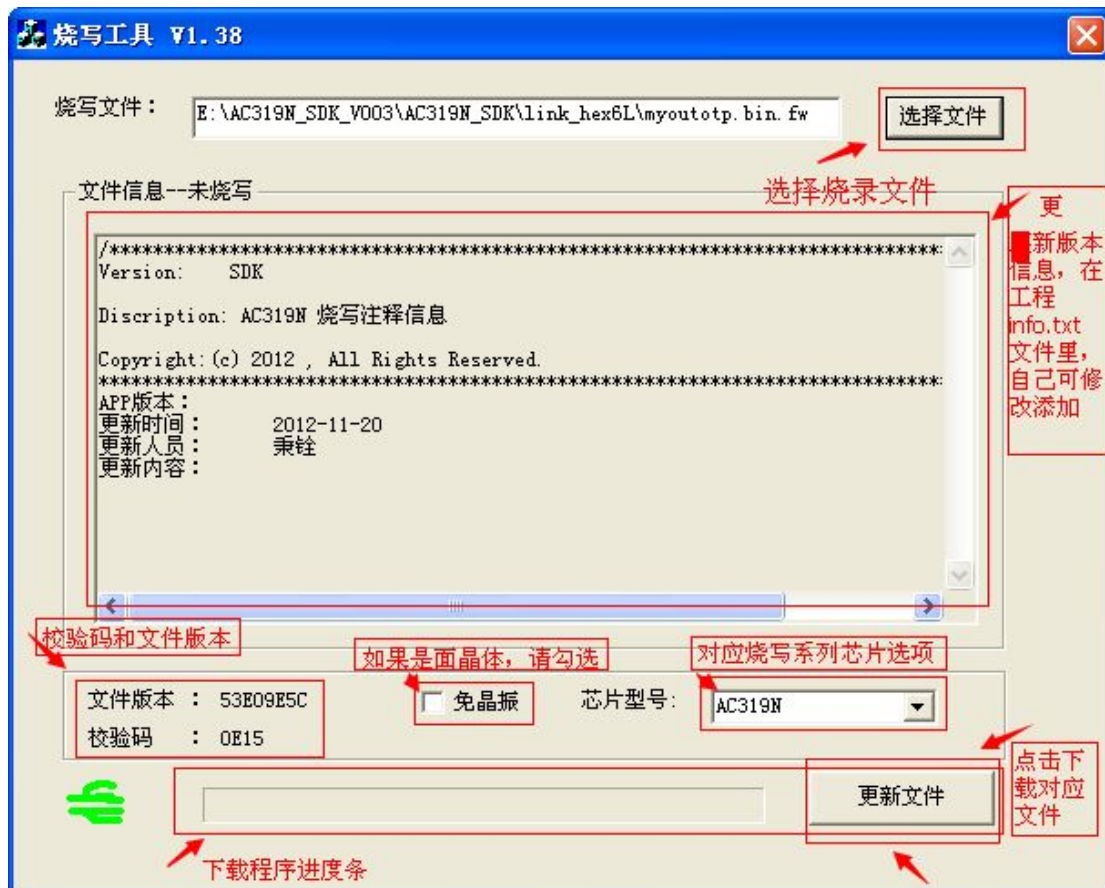 烧写工具 V1.38
烧写文件：
E:\AC319N_SDK_V003\AC319N_SDK\link_hex6L\myoutotp.bin.fw
选择文件
选择烧录文件
文件信息--未烧写
/******************************************************************************
Version: SDK
Discription: AC319N 烧写注释信息
Copyright:(c) 2012 , All Rights Reserved.
******************************************************************************
APP版本：
更新时间： 2012-11-20
更新人员： 秉铨
更新内容：
更
新版本
信息，在
工程
info.txt
文件里，
自己可修
改添加
校验码和文件版本
如果是面晶体，请勾选
对应烧写系列芯片选项
文件版本 ： 53E09E5C
免晶振
芯片型号:
AC319N
校验码 ： 0E15
更新文件
点击下
载对应
文件
下载程序进度条